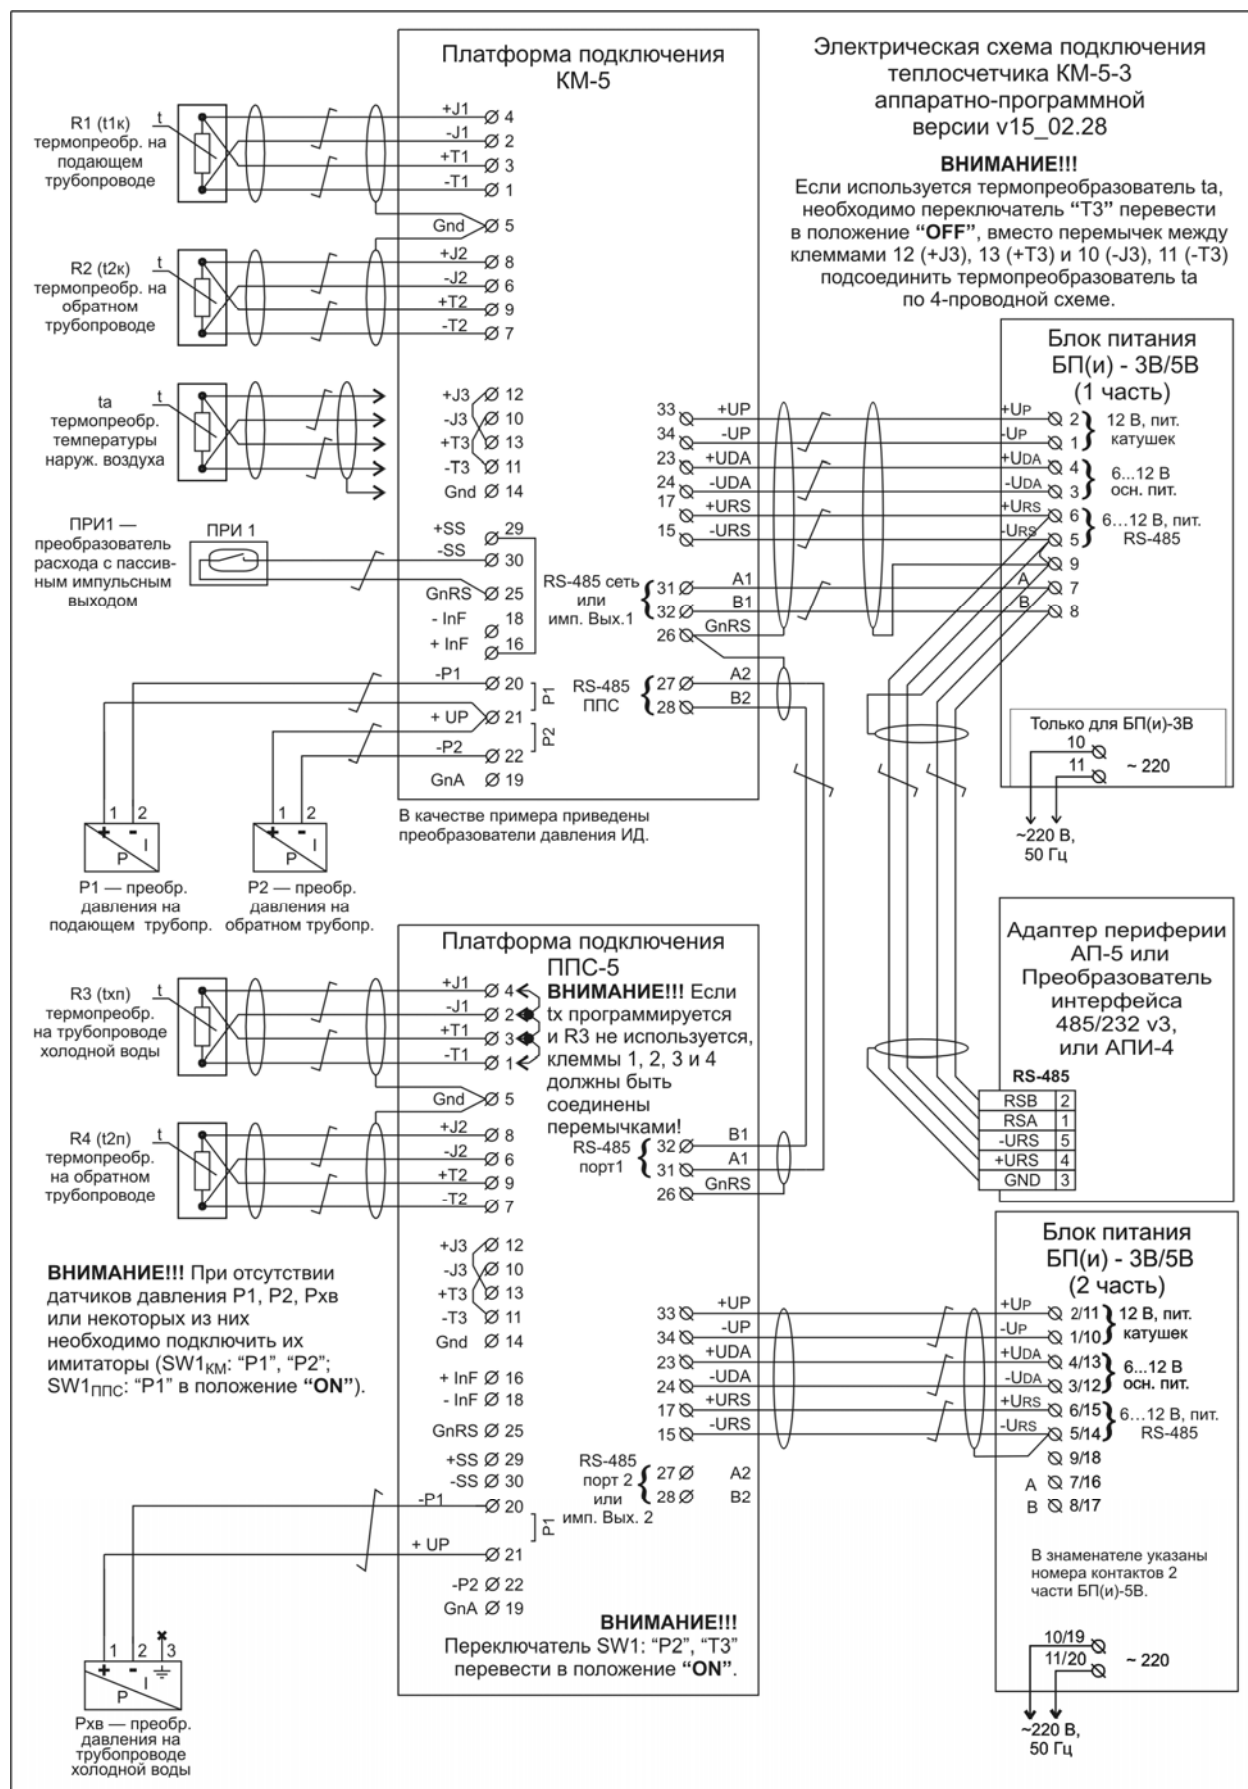 Платформа подключения
КМ-5
Электрическая схема подключения
теплосчетчика КМ-5-3
аппаратно-программной
версии v15_02.28
ВНИМАНИЕ!!!
Если используется термопреобразователь ta,
необходимо переключатель “Т3” перевести
в положение “OFF”, вместо перемычек между
клеммами 12 (+J3), 13 (+T3) и 10 (-J3), 11 (-T3)
подсоединить термопреобразователь ta
по 4-проводной схеме.
R1 (t1к)
термопреобр. на
подающем
трубопроводе
t
+J1 4
-J1 2
+T1 3
-T1 1
Gnd 5
R2 (t2к)
термопреобр. на
обратном
трубопроводе
t
+J2 8
-J2 6
+T2 9
-T2 7
ta
термопреобр.
температуры
наруж. воздуха
t
+J3 12
-J3 10
+T3 13
-T3 11
Gnd 14
ПРИ1 —
преобразователь
расхода с пассив-
ным импульсным
выходом
ПРИ 1
+SS 29
-SS 30
GnRS 25
- InF 18
+ InF 16
-P1 20
+ UP 21
-P2 22
GnA 19
P1
P2
33 +UP
34 -UP
23 +UDA
24 -UDA
17 +URS
15 -URS
RS-485 сеть
или
имп. Вых.1
31 A1
32 B1
26 GnRS
RS-485
ППС
27 A2
28 B2
Блок питания
БП(и) - 3В/5В
(1 часть)
+UP 2
-UP 1
12 В, пит.
катушек
+UDA 4
-UDA 3
6...12 В
осн. пит.
+URS 6
-URS 5
6...12 В, пит.
RS-485
9
A 7
B 8
Только для БП(и)-3В
10
11
~ 220
~220 В,
50 Гц
1 2
+ -
P I
P1 — преобр.
давления на
подающем трубопр.
1 2
+ -
P I
P2 — преобр.
давления на
обратном трубопр.
В качестве примера приведены
преобразователи давления ИД.
Платформа подключения
ППС-5
ВНИМАНИЕ!!! Если
tx программируется
и R3 не используется,
клеммы 1, 2, 3 и 4
должны быть
соединены
перемычками!
R3 (tхп)
термопреобр.
на трубопроводе
холодной воды
t
+J1 4
-J1 2
+T1 3
-T1 1
Gnd 5
R4 (t2п)
термопреобр.
на обратном
трубопроводе
t
+J2 8
-J2 6
+T2 9
-T2 7
RS-485
порт1
32 B1
31 A1
26 GnRS
Адаптер периферии
АП-5 или
Преобразователь
интерфейса
485/232 v3,
или АПИ-4
RS-485
RSB 2
RSA 1
-URS 5
+URS 4
GND 3
ВНИМАНИЕ!!! При отсутствии
датчиков давления P1, P2, Pхв
или некоторых из них
необходимо подключить их
имитаторы (SW1КМ: “P1”, “P2”;
SW1ППС: “P1” в положение “ON”).
+J3 12
-J3 10
+T3 13
-T3 11
Gnd 14
+ InF 16
- InF 18
GnRS 25
+SS 29
-SS 30
-P1 20
+ UP 21
-P2 22
GnA 19
P1
33 +UP
34 -UP
23 +UDA
24 -UDA
17 +URS
15 -URS
RS-485
порт 2
или
имп. Вых. 2
27 A2
28 B2
ВНИМАНИЕ!!!
Переключатель SW1: “P2”, “T3”
перевести в положение “ON”.
Блок питания
БП(и) - 3В/5В
(2 часть)
+UP 2/11
-UP 1/10
12 В, пит.
катушек
+UDA 4/13
-UDA 3/12
6...12 В
осн. пит.
+URS 6/15
-URS 5/14
6...12 В, пит.
RS-485
9/18
A 7/16
B 8/17
В знаменателе указаны
номера контактов 2
части БП(и)-5В.
10/19
11/20
~ 220
~220 В,
50 Гц
1 2 3
+ -
P I
Pхв — преобр.
давления на
трубопроводе
холодной воды